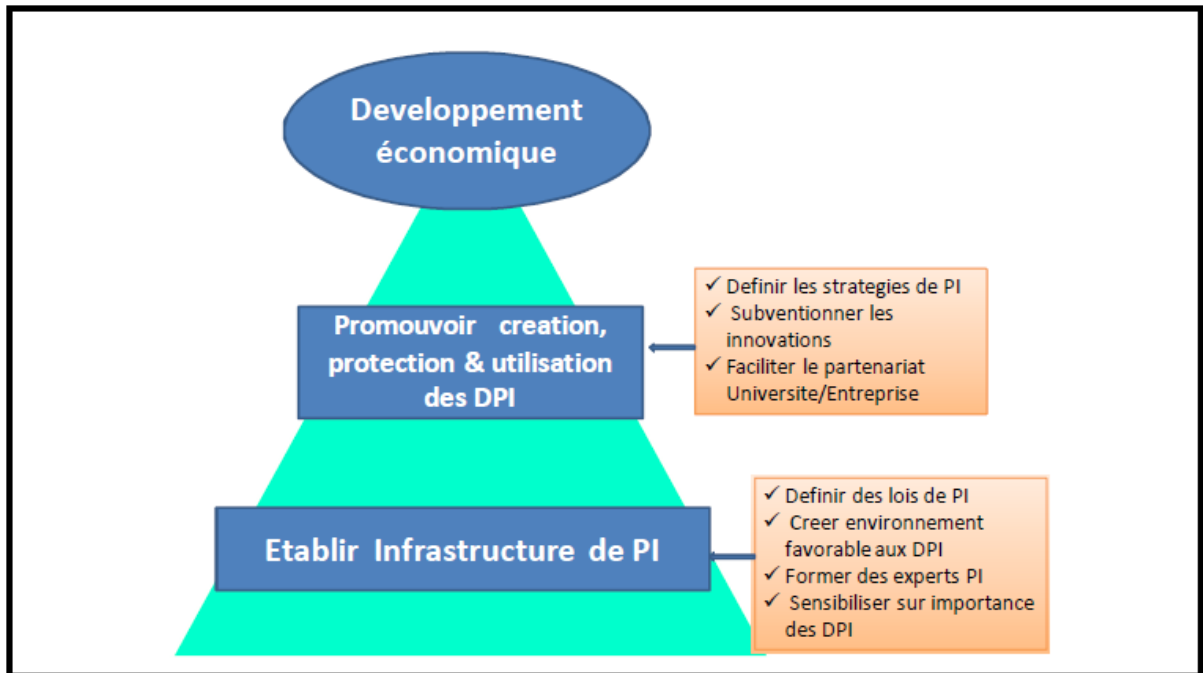 Developpement
économique
Promouvoir creation,
protection & utilisation
des DPI
✓ Definir les strategies de PI
✓ Subventionner les
innovations
✓ Faciliter le partenariat
Universite/Entreprise
Etablir Infrastructure de PI
✓ Definir des lois de PI
✓ Creer environnement
favorable aux DPI
✓ Former des experts PI
✓ Sensibiliser sur importance
des DPI